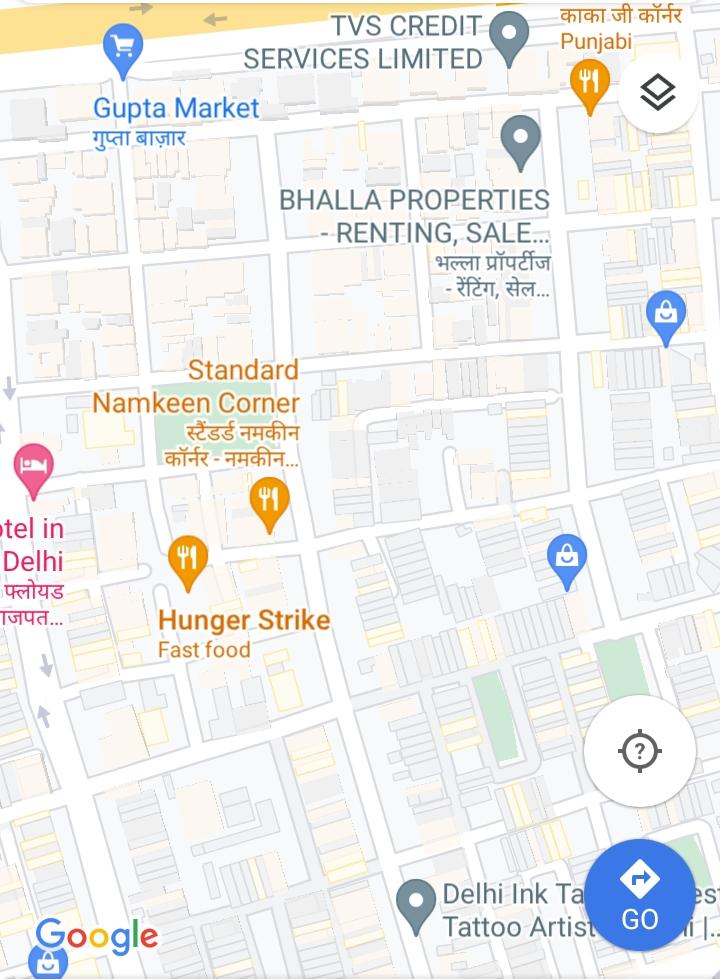 काका जी कॉर्नर
Punjabi
TVS CREDIT
SERVICES LIMITED
Gupta Market
गुप्ता बाज़ार
BHALLA PROPERTIES
- RENTING, SALE...
भल्ला प्रॉपर्टीज
- रेंटिंग, सेल...
Standard
Namkeen Corner
स्टैंडर्ड नमकीन
कॉर्नर - नमकीन...
otel in
Delhi
फ्लोयड
ाजपत...
Hunger Strike
Fast food
?
GO
Delhi Ink Ta
Tattoo Artist
Google